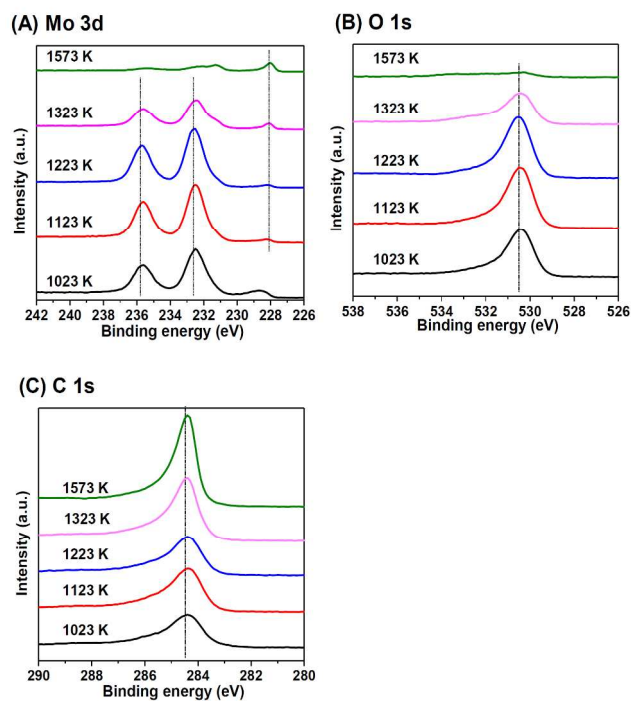 (A) Mo 3d
1573 K
1323 K
1223 K
1123 K
1023 K
Intensity (a.u.)
242 240 238 236 234 232 230 228 226
Binding energy (eV)
(B) O 1s
1573 K
1323 K
1223 K
1123 K
1023 K
Intensity (a.u.)
538 536 534 532 530 528 526
Binding energy (eV)
(C) C 1s
1573 K
1323 K
1223 K
1123 K
1023 K
Intensity (a.u.)
290 288 286 284 282 280
Binding energy (eV)